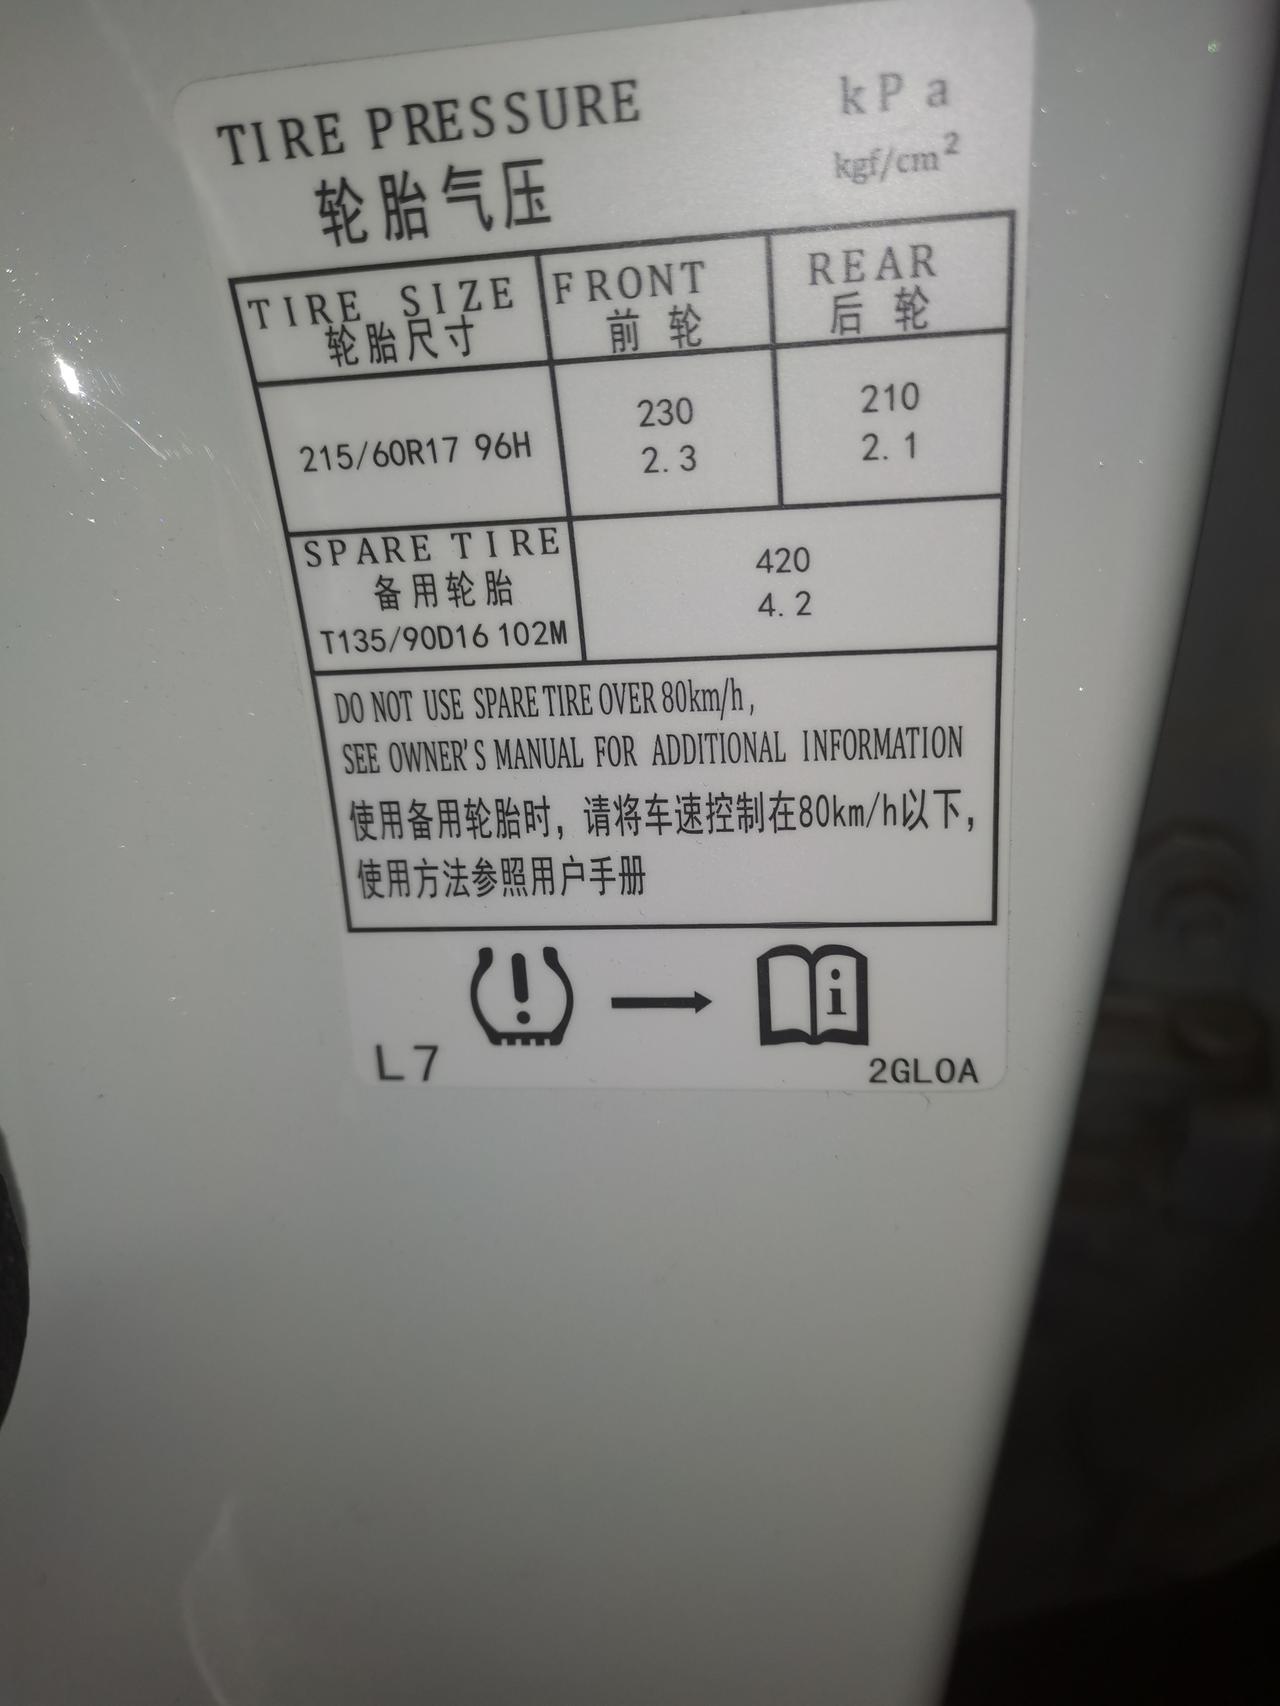 TIRE PRESSURE
kPa
轮胎气压
kgf/cm²
TIRE SIZE
轮胎尺寸
FRONT
前轮
REAR
后轮
215/60R17 96H
230
2.3
210
2.1
SPARE TIRE
备用轮胎
T135/90D16 102M
420
4.2
DO NOT USE SPARE TIRE OVER 80km/h,
SEE OWNER'S MANUAL FOR ADDITIONAL INFORMATION
使用备用轮胎时，请将车速控制在80km/h以下，
使用方法参照用户手册
L7
2GLOA